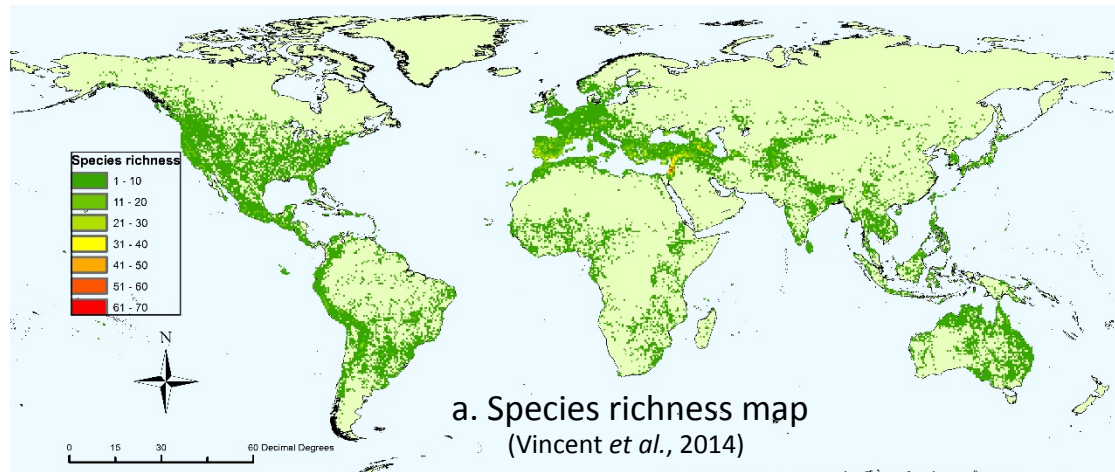 Species richness
1 - 10
11 - 20
21 - 30
31 - 40
41 - 50
51 - 60
61 - 70
N
0 15 30 60 Decimal Degrees
a. Species richness map
(Vincent et al., 2014)